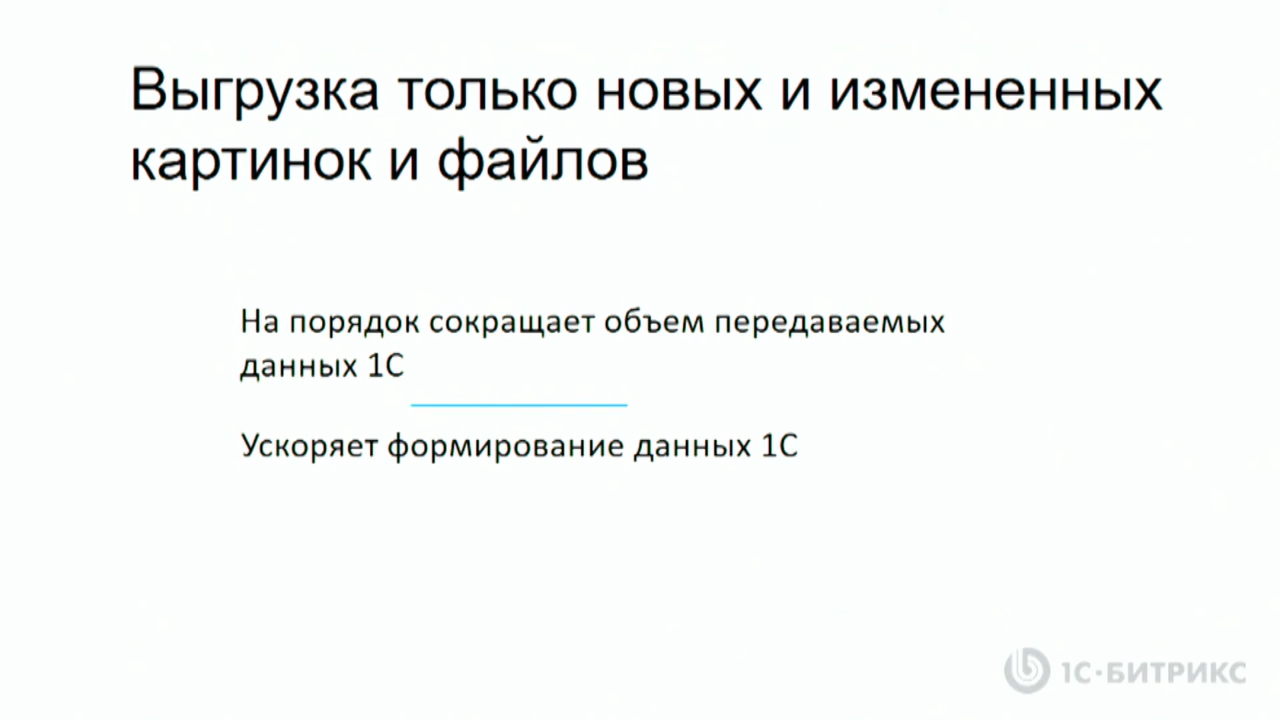 Выгрузка только новых и измененных
картинок и файлов
На порядок сокращает объем передаваемых
данных 1С
Ускоряет формирование данных 1С
1С-БИТРИКС